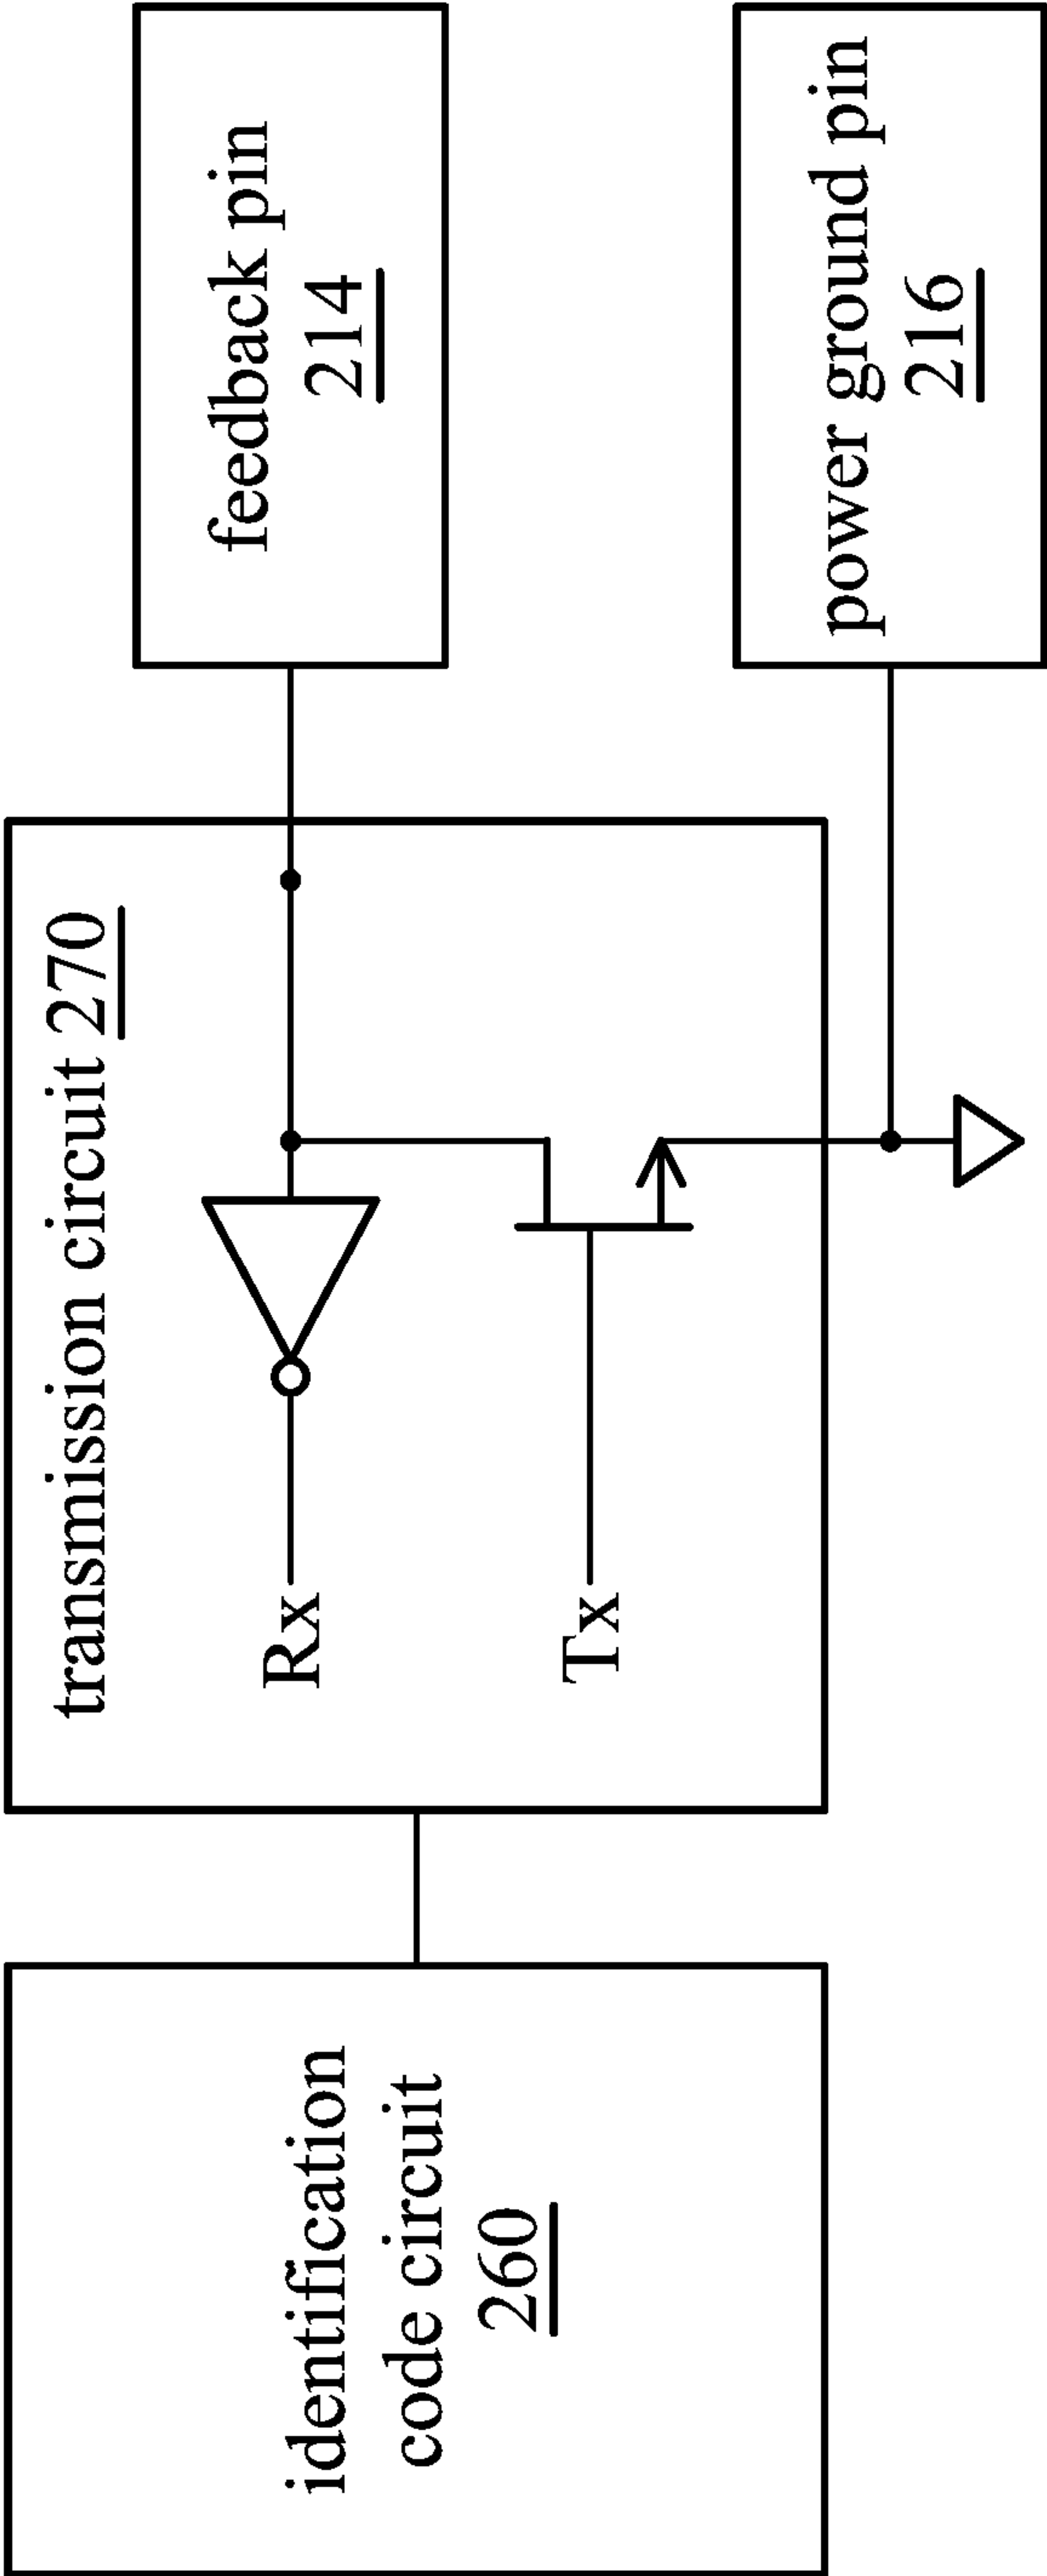 identification
code circuit
260
transmission circuit 270
Rx
Tx
feedback pin
214
power ground pin
216